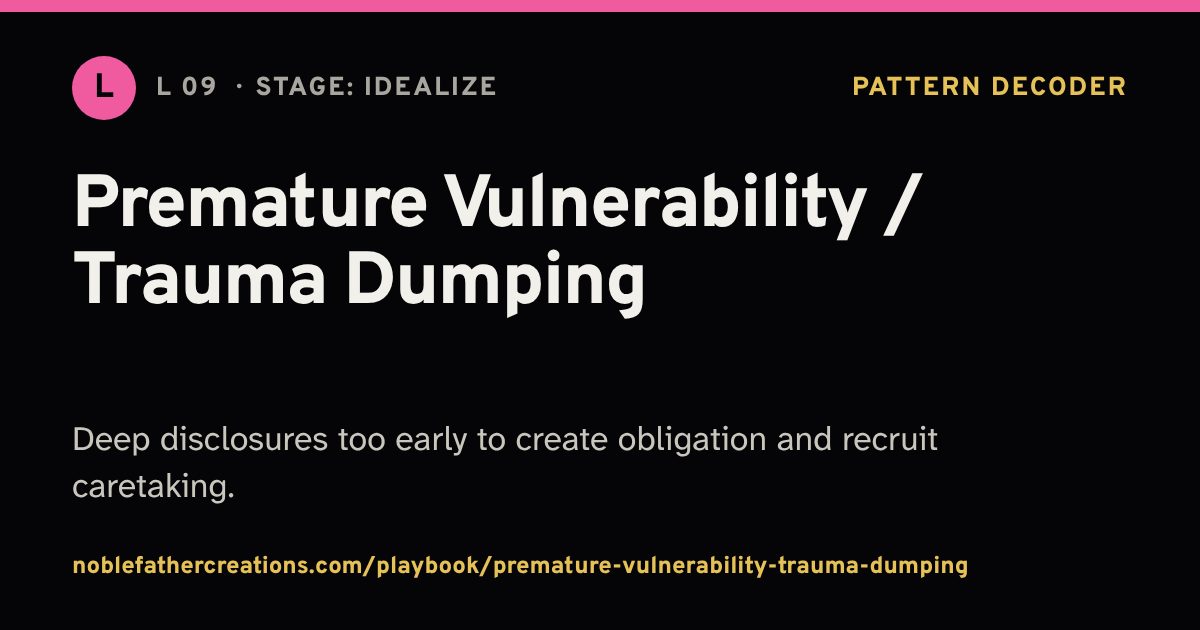 L
L 09 · STAGE: IDEALIZE
PATTERN DECODER
Premature Vulnerability /
Trauma Dumping
Deep disclosures too early to create obligation and recruit
caretaking.
noblefathercreations.com/playbook/premature-vulnerability-trauma-dumping